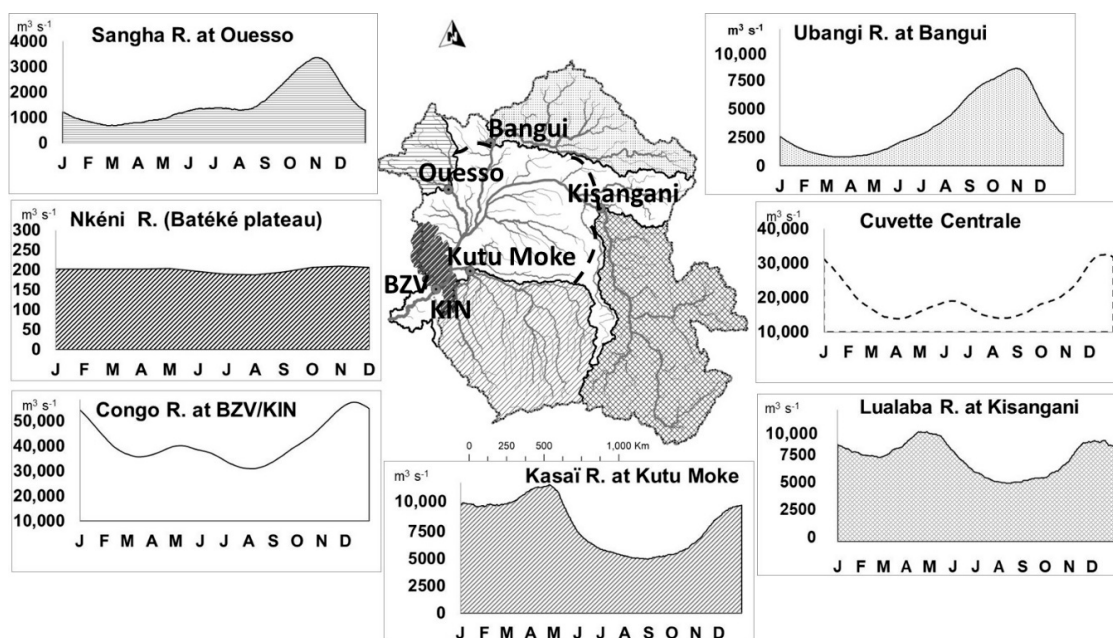 m³ s⁻¹
Sangha R. at Ouesso
4000
3000
2000
1000
0
J F M A M J J A S O N D
m³ s⁻¹
Nkéni R. (Batéké plateau)
300
250
200
150
100
50
0
J F M A M J J A S O N D
m³ s⁻¹
Congo R. at BZV/KIN
50,000
40,000
30,000
20,000
10,000
J F M A M J J A S O N D
N
Bangui
Ouesso
Kisangani
Kutu Moke
BZV
KIN
0 250 500 1,000 Km
m³ s⁻¹
Kasaï R. at Kutu Moke
10,000
7500
5000
2500
0
J F M A M J J A S O N D
m³ s⁻¹
Ubangi R. at Bangui
10,000
7500
5000
2500
0
J F M A M J J A S O N D
m³ s⁻¹
Cuvette Centrale
40,000
30,000
20,000
10,000
J F M A M J J A S O N D
m³ s⁻¹
Lualaba R. at Kisangani
10,000
7500
5000
2500
0
J F M A M J J A S O N D